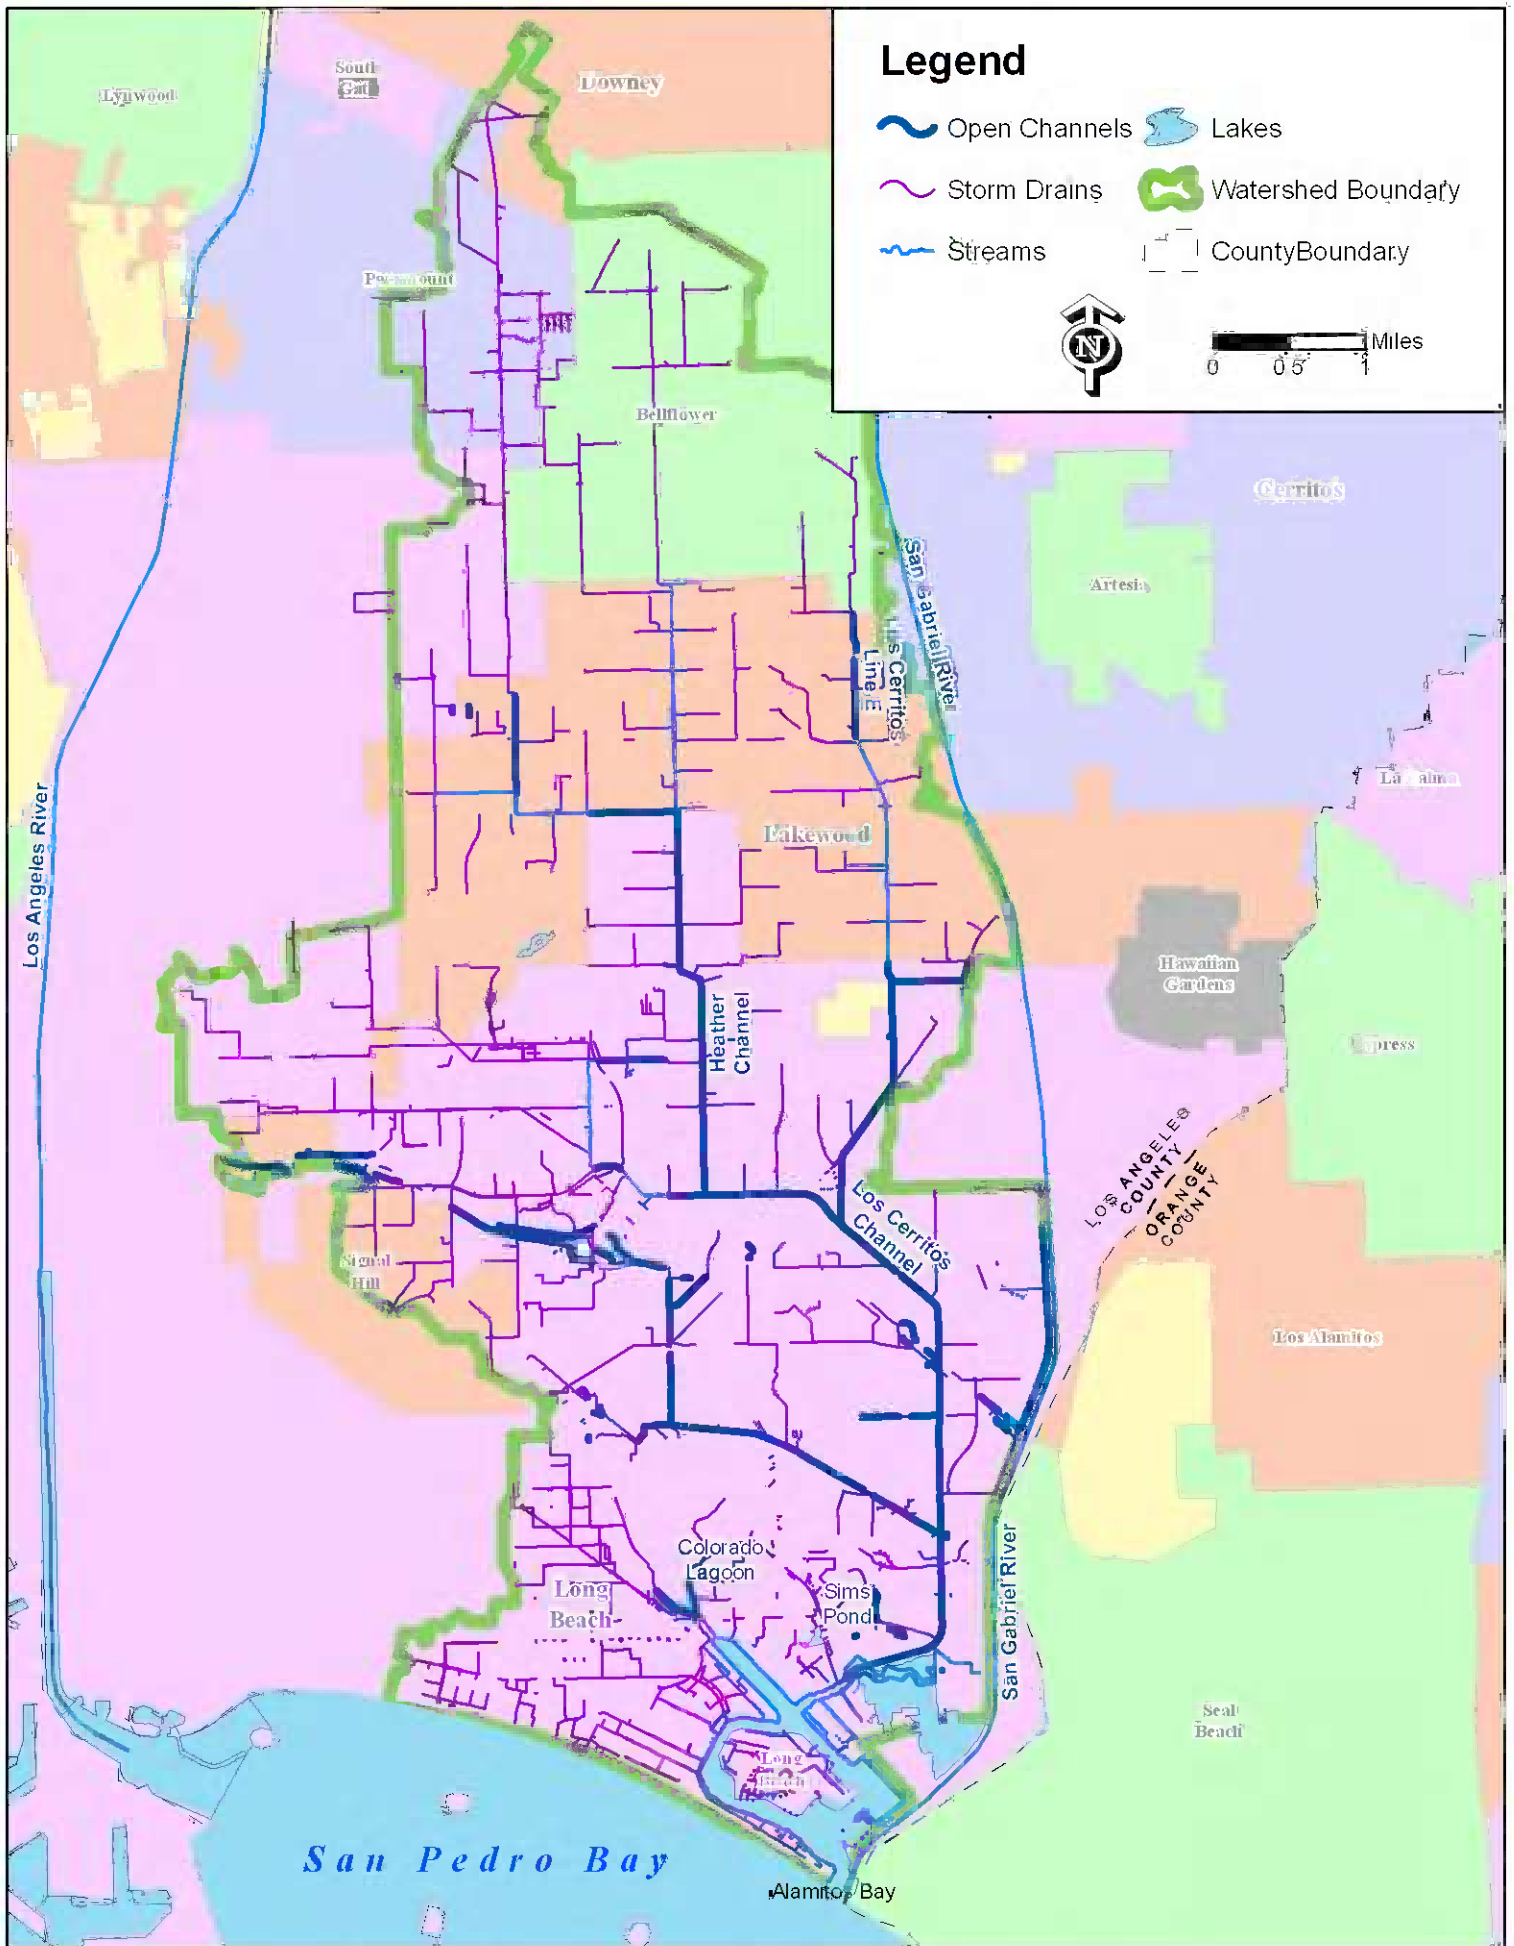 Legend
Open Channels
Lakes
Storm Drains
Watershed Boundary
Streams
CountyBoundary
N
Miles
0 0.5 1
Lynwood
South
Downey
Bellflower
Cerritos
Artesia
San Gabriel River
Los Cerritos
Line E
Los Angeles River
Lakewood
Hawaiian
Gardens
Heather
Channel
LOS ANGELES
COUNTY
ORANGE
COUNTY
Los Cerritos
Channel
Signal
Hill
Los Alamitos
Colorado
Lagoon
Sims
Pond
Long
Beach
San Gabriel River
Seal
Beach
Long
San Pedro Bay
Alamitos Bay